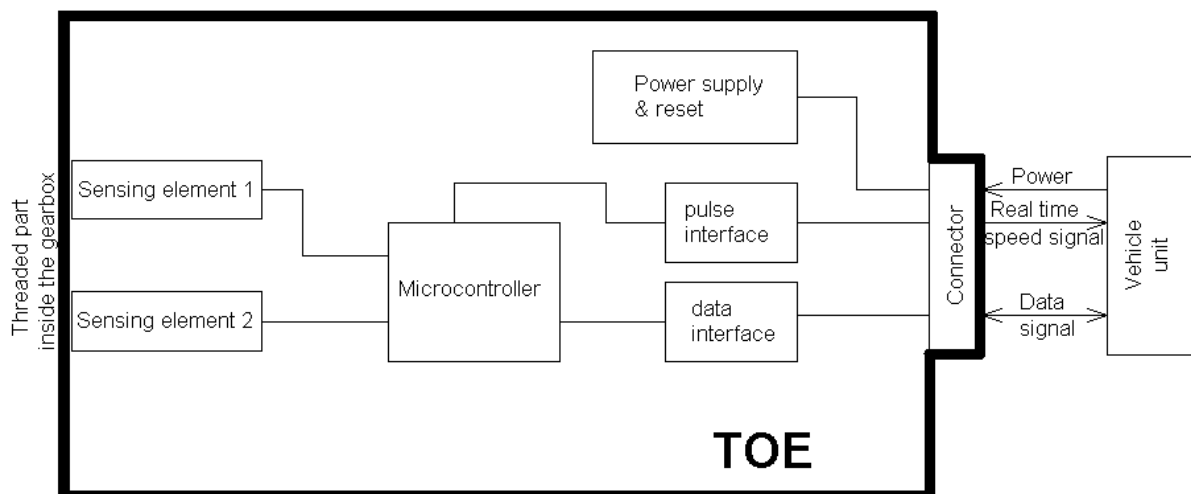 Power supply
& reset
Sensing element 1
Sensing element 2
Threaded part
inside the gearbox
Microcontroller
pulse
interface
data
interface
Connector
Power
Real time
speed signal
Data
signal
Vehicle
unit
TOE